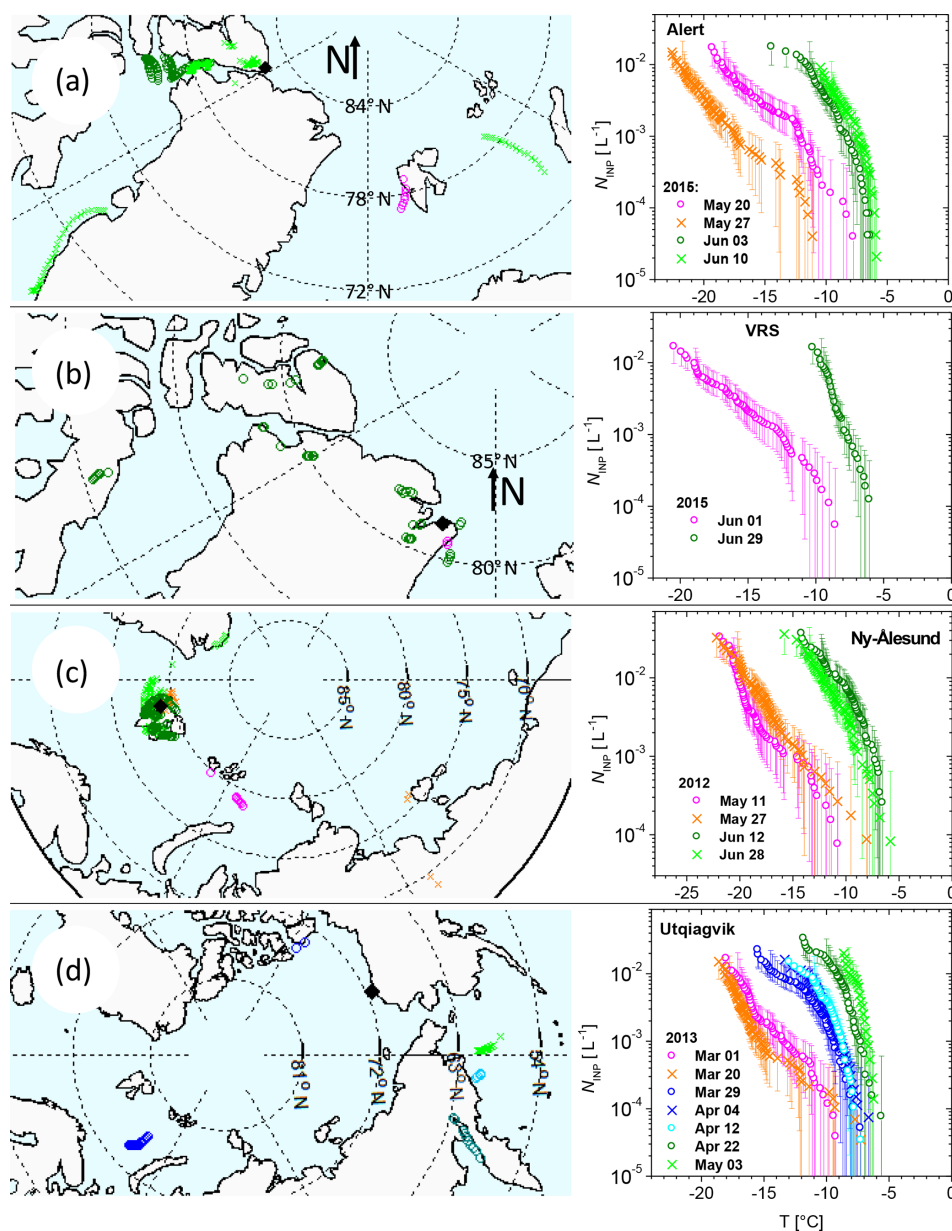 (a)
N
84° N
78° N
72° N
Alert
N_INP [ L⁻¹ ]
10⁻²
10⁻³
10⁻⁴
10⁻⁵
2015:
May 20
May 27
Jun 03
Jun 10
-20 -15 -10 -5 0
(b)
85° N
N
80° N
VRS
N_INP [ L⁻¹ ]
10⁻²
10⁻³
10⁻⁴
10⁻⁵
2015
Jun 01
Jun 29
-20 -15 -10 -5 0
(c)
85° N
80° N
75° N
70° N
Ny-Ålesund
N_INP [ L⁻¹ ]
10⁻²
10⁻³
10⁻⁴
2012
May 11
May 27
Jun 12
Jun 28
-25 -20 -15 -10 -5 0
(d)
81° N
72° N
63° N
54° N
Utqiagvik
N_INP [ L⁻¹ ]
10⁻²
10⁻³
10⁻⁴
10⁻⁵
2013
Mar 01
Mar 20
Mar 29
Apr 04
Apr 12
Apr 22
May 03
-20 -15 -10 -5 0
T [°C]